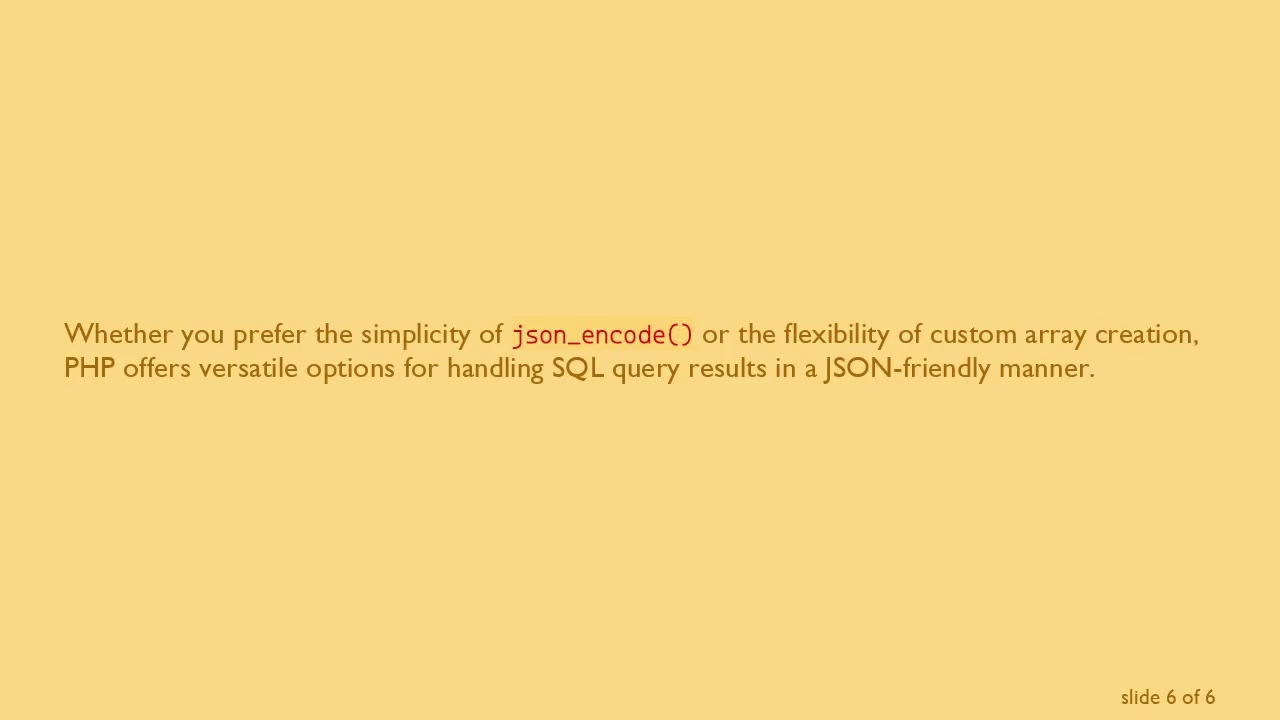 Whether you prefer the simplicity of json_encode() or the flexibility of custom array creation,
PHP offers versatile options for handling SQL query results in a JSON-friendly manner.
slide 6 of 6